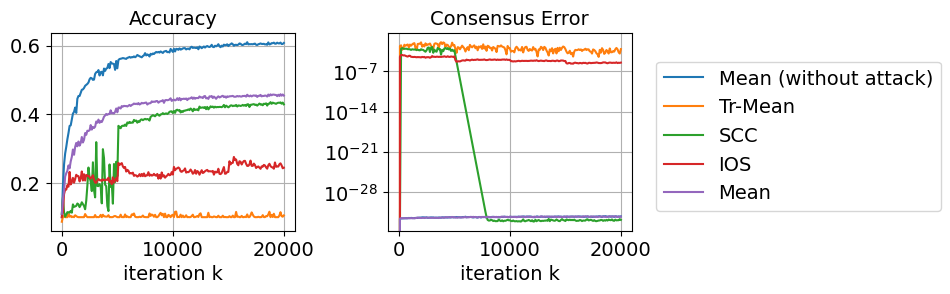 Accuracy
0.6
0.4
0.2
0
10000
20000
iteration k
Consensus Error
10⁻⁷
10⁻¹⁴
10⁻²¹
10⁻²⁸
0
10000
20000
iteration k
Mean (without attack)
Tr-Mean
SCC
IOS
Mean